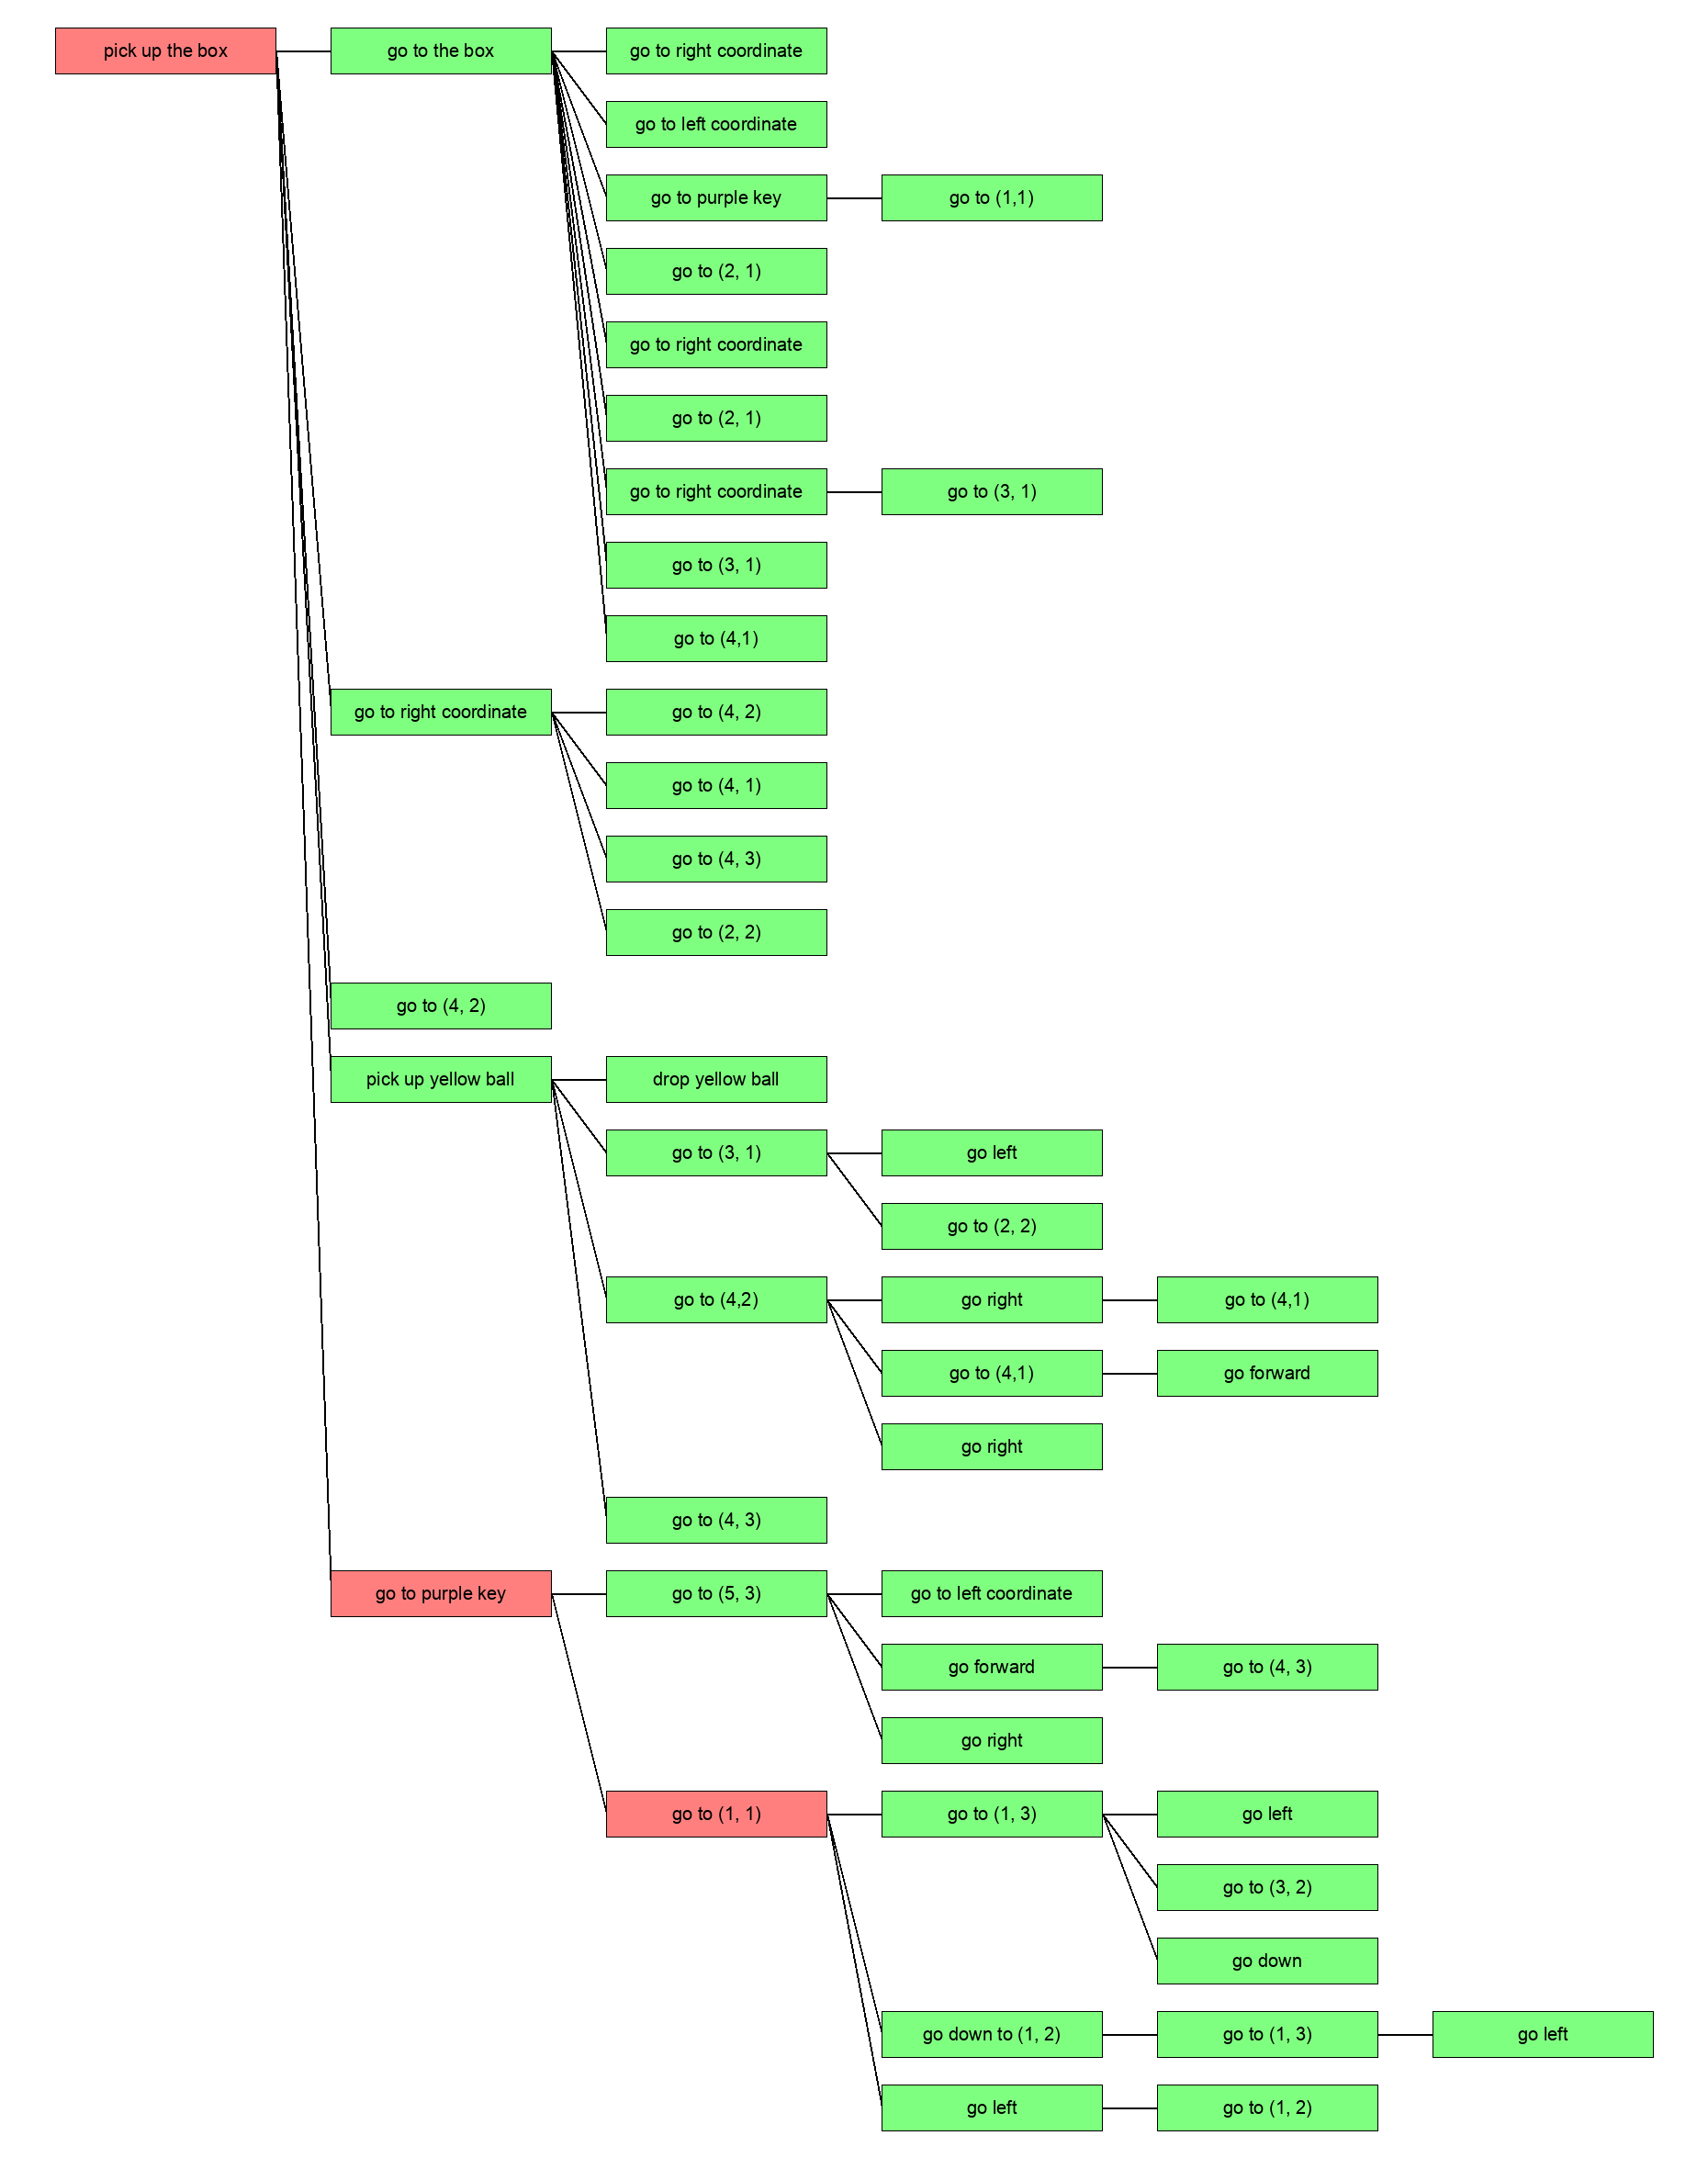 pick up the box
go to the box
go to right coordinate
go to left coordinate
go to purple key
go to (1,1)
go to (2, 1)
go to right coordinate
go to (2, 1)
go to right coordinate
go to (3, 1)
go to (3, 1)
go to (4,1)
go to right coordinate
go to (4, 2)
go to (4, 1)
go to (4, 3)
go to (2, 2)
go to (4, 2)
pick up yellow ball
drop yellow ball
go to (3, 1)
go left
go to (2, 2)
go to (4,2)
go right
go to (4,1)
go to (4,1)
go forward
go right
go to (4, 3)
go to purple key
go to (5, 3)
go to left coordinate
go forward
go to (4, 3)
go right
go to (1, 1)
go to (1, 3)
go left
go to (3, 2)
go down
go down to (1, 2)
go to (1, 3)
go left
go left
go to (1, 2)